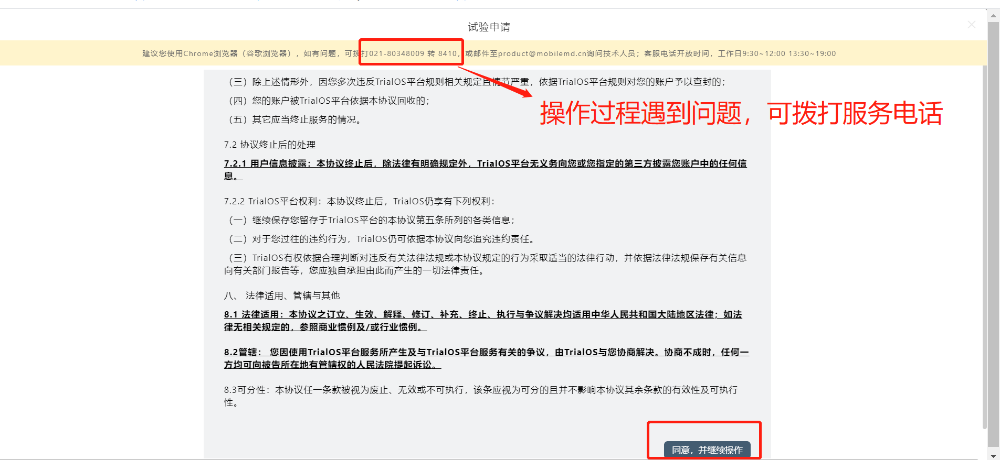 试验申请
建议您使用Chrome浏览器（谷歌浏览器），如有问题，可拨打021-80348009 转 8410，或邮件至product@mobilemd.cn询问技术人员；客服电话开放时间，工作日9:30~12:00 13:30~19:00
（三）除上述情形外，因您多次违反TrialOS平台规则相关规定且情节严重，依据TrialOS平台规则对您的账户予以查封的；
（四）您的账户被TrialOS平台依据本协议回收的；
操作过程遇到问题，可拨打服务电话
（五）其它应当终止服务的情况。
7.2 协议终止后的处理
7.2.1 用户信息披露：本协议终止后，除法律有明确规定外，TrialOS平台无义务向您或您指定的第三方披露您账户中的任何信
息。
7.2.2 TrialOS平台权利：本协议终止后，TrialOS仍享有下列权利：
（一）继续保存您留存于TrialOS平台的本协议第五条所列的各类信息；
（二）对于您过往的违约行为，TrialOS仍可依据本协议向您追究违约责任。
（三）TrialOS有权依据合理判断对违反有关法律法规或本协议规定的行为采取适当的法律行动，并依据法律法规保存有关信息
向有关部门报告等，您应独自承担由此而产生的一切法律责任。
八、 法律适用、管辖与其他
8.1 法律适用：本协议之订立、生效、解释、修订、补充、终止、执行与争议解决均适用中华人民共和国大陆地区法律；如法
律无相关规定的，参照商业惯例及/或行业惯例。
8.2管辖： 您因使用TrialOS平台服务所产生及与TrialOS平台服务有关的争议，由TrialOS与您协商解决。协商不成时，任何一
方均可向被告所在地有管辖权的人民法院提起诉讼。
8.3可分性：本协议任一条款被视为废止、无效或不可执行，该条应视为可分的且并不影响本协议其余条款的有效性及可执行
性。
同意，并继续操作